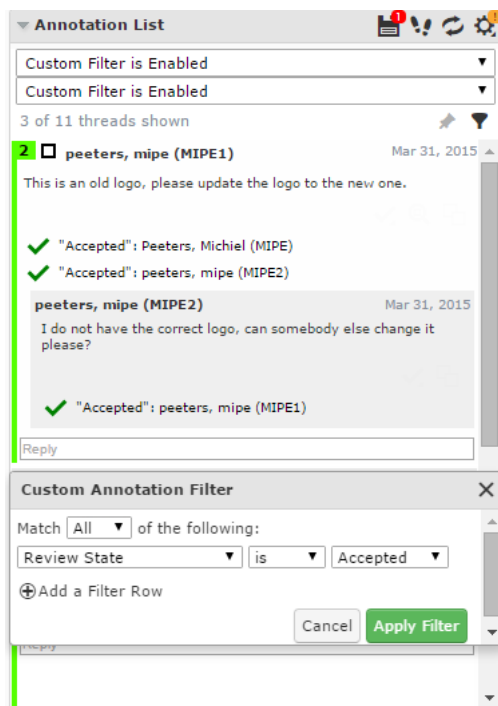 Annotation List
1
Custom Filter is Enabled
Custom Filter is Enabled
3 of 11 threads shown
2 peeters, mipe (MIPE1) Mar 31, 2015
This is an old logo, please update the logo to the new one.
"Accepted": Peeters, Michiel (MIPE)
"Accepted": peeters, mipe (MIPE2)
peeters, mipe (MIPE2) Mar 31, 2015
I do not have the correct logo, can somebody else change it
please?
"Accepted": peeters, mipe (MIPE1)
Reply
Custom Annotation Filter
Match All of the following:
Review State is Accepted
Add a Filter Row
Cancel Apply Filter
Reply